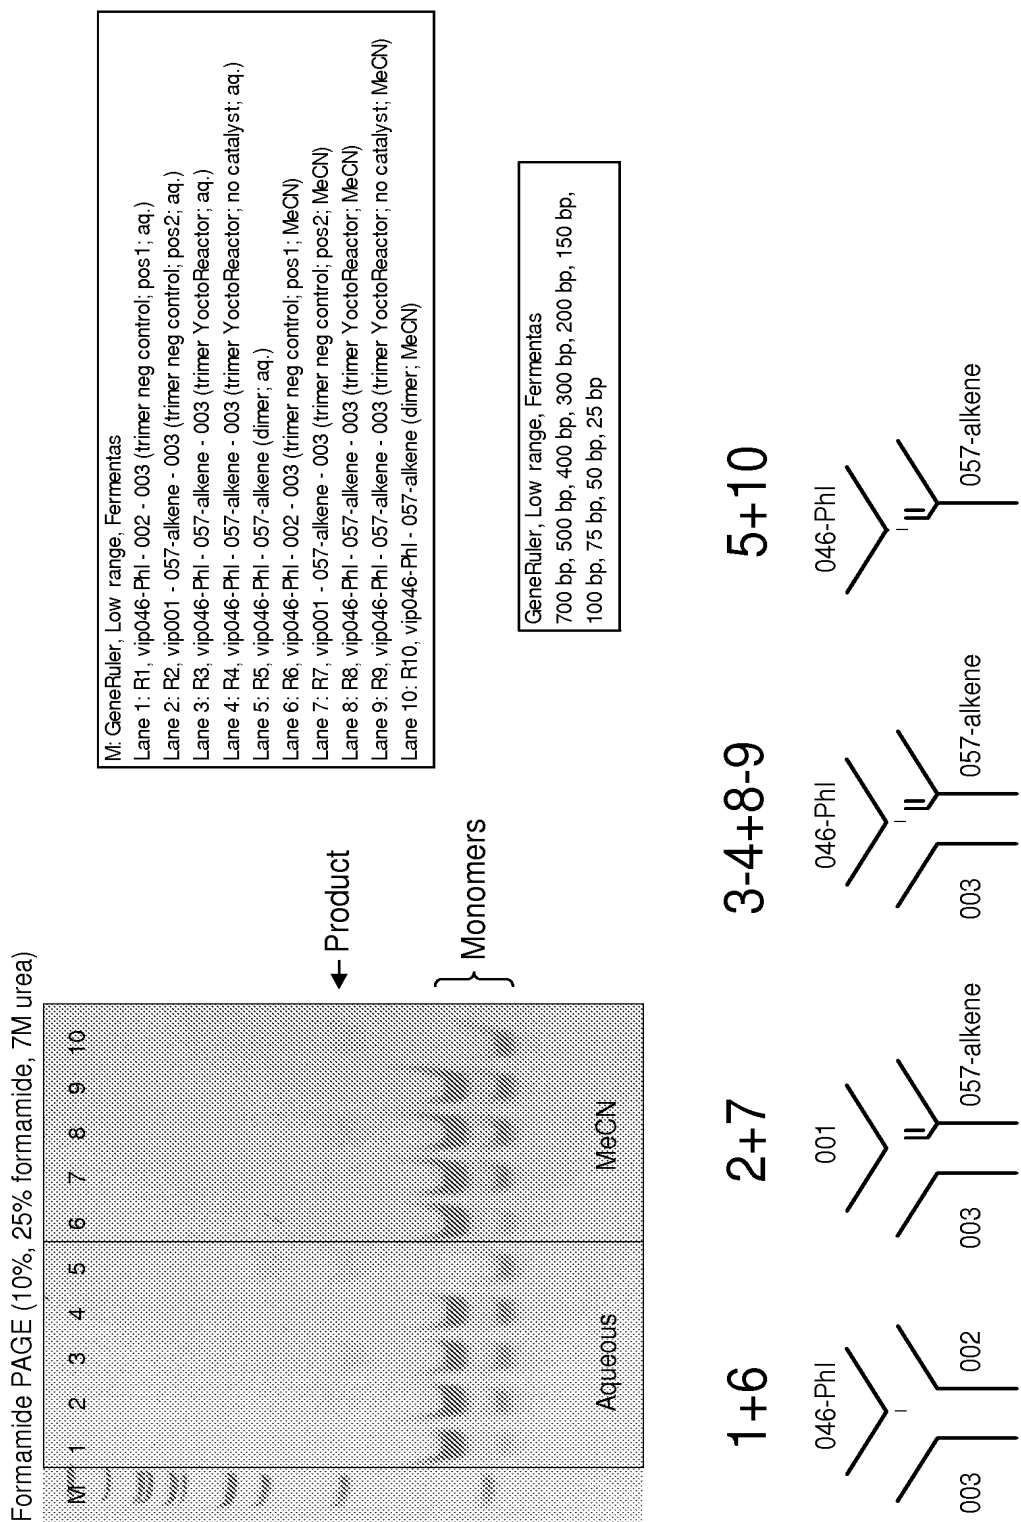 Formamide PAGE (10%, 25% formamide, 7M urea)
M 1 2 3 4 5 6 7 8 9 10
Aqueous
MeCN
Product
Monomers
M: GeneRuler, Low range, Fermentas
Lane 1: R1, vip046-PhI - 002 - 003 (trimer neg control; pos1; aq.)
Lane 2: R2, vip001 - 057-alkene - 003 (trimer neg control; pos2; aq.)
Lane 3: R3, vip046-PhI - 057-alkene - 003 (trimer YoctoReactor; aq.)
Lane 4: R4, vip046-PhI - 057-alkene - 003 (trimer YoctoReactor; no catalyst; aq.)
Lane 5: R5, vip046-PhI - 057-alkene (dimer; aq.)
Lane 6: R6, vip046-PhI - 002 - 003 (trimer neg control; pos1; MeCN)
Lane 7: R7, vip001 - 057-alkene - 003 (trimer neg control; pos2; MeCN)
Lane 8: R8, vip046-PhI - 057-alkene - 003 (trimer YoctoReactor; MeCN)
Lane 9: R9, vip046-PhI - 057-alkene - 003 (trimer YoctoReactor; no catalyst; MeCN)
Lane 10: R10, vip046-PhI - 057-alkene (dimer; MeCN)
GeneRuler, Low range, Fermentas
700 bp, 500 bp, 400 bp, 300 bp, 200 bp, 150 bp,
100 bp, 75 bp, 50 bp, 25 bp
1+6
046-PhI
I
003
002
2+7
001
003
057-alkene
3-4+8-9
046-PhI
I
003
057-alkene
5+10
046-PhI
I
057-alkene